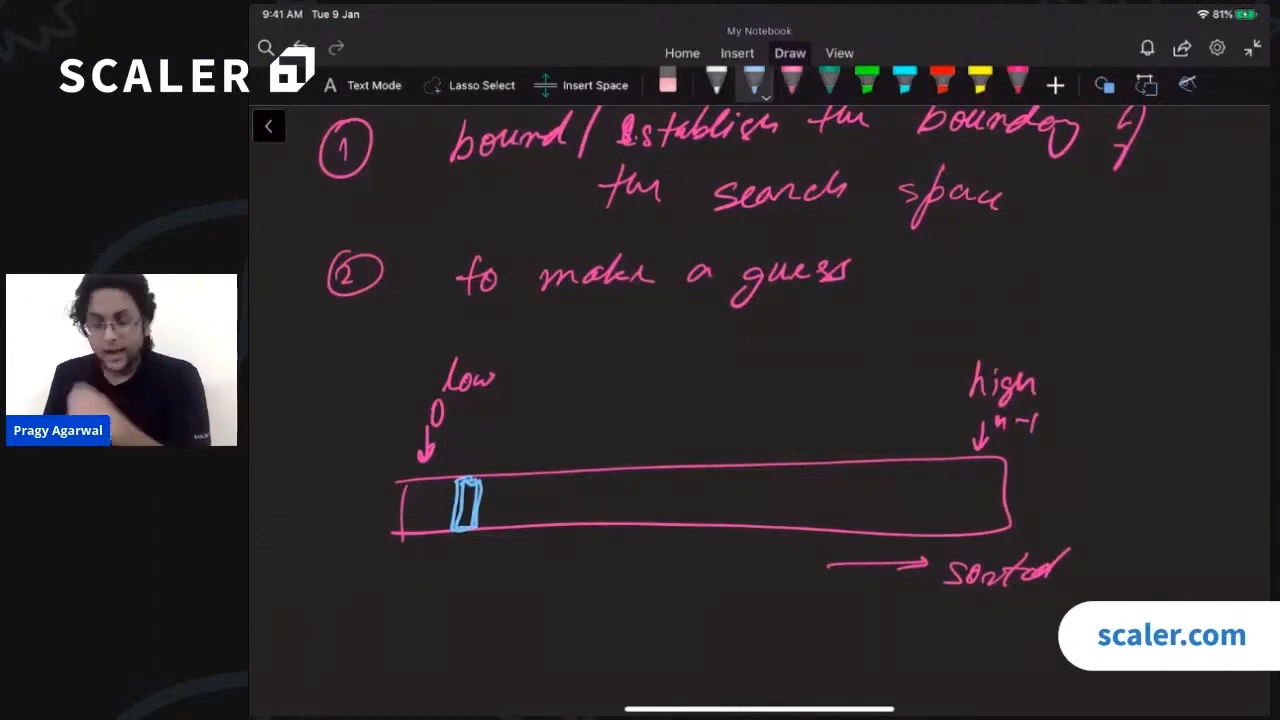 9:41 AM Tue 9 Jan
81%
My Notebook
Home Insert Draw View
SCALER
Text Mode Lasso Select Insert Space
① bound/ Establish the boundary of
the search space
② to make a guess
low
high
0
n-1
sorted
Pragy Agarwal
scaler.com